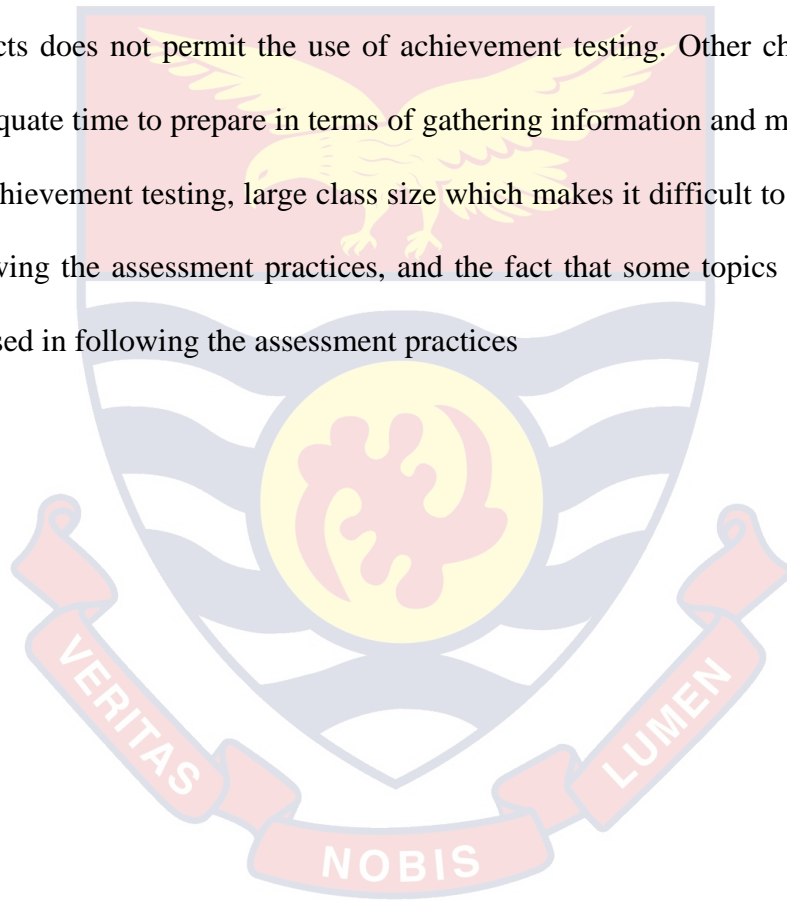 cts does not permit the use of achievement testing. Other ch
quate time to prepare in terms of gathering information and m
hievement testing, large class size which makes it difficult to
ving the assessment practices, and the fact that some topics
sed in following the assessment practices
VERITAS
NOBIS
LUMEN